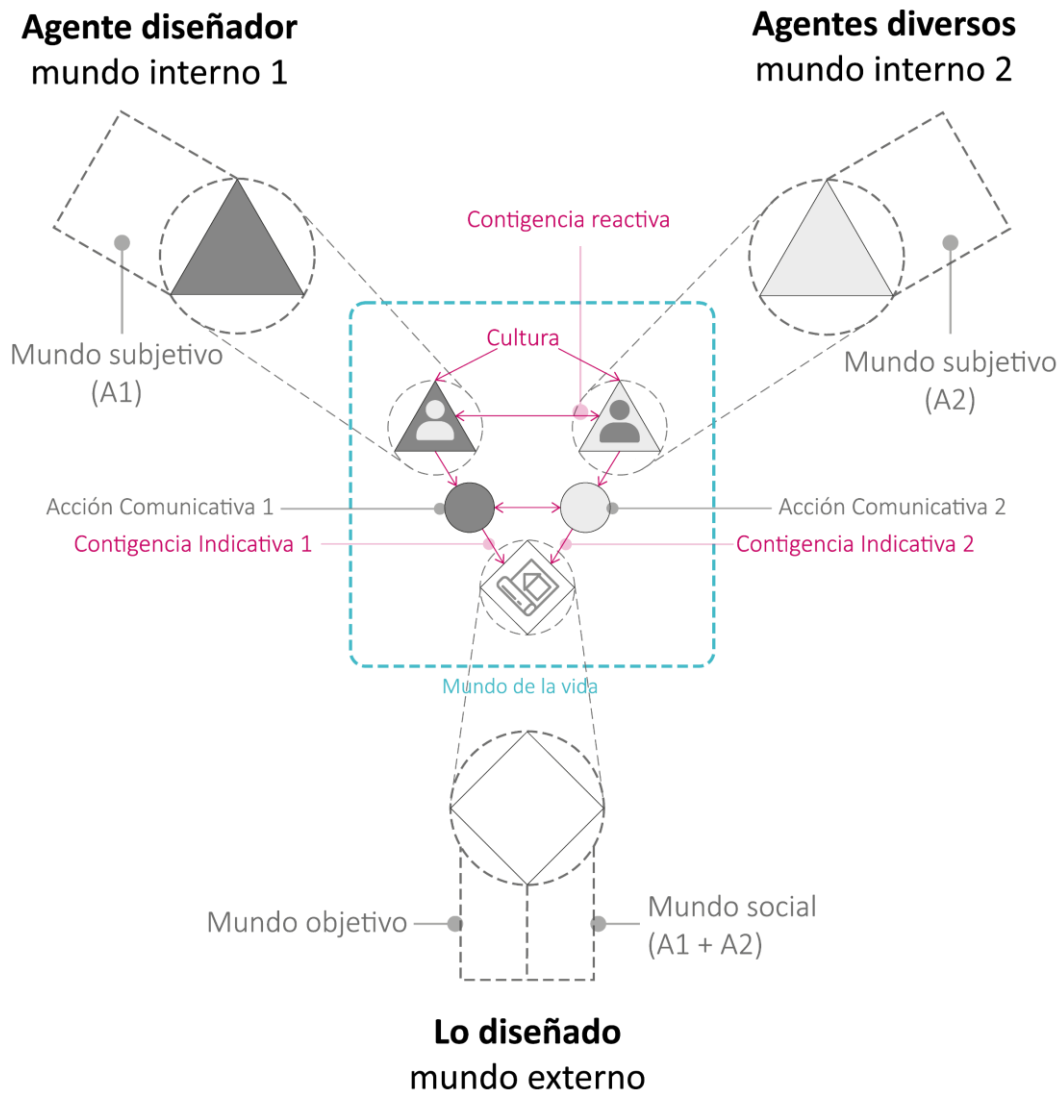 Agente diseñador
mundo interno 1
Agentes diversos
mundo interno 2
Contigencia reactiva
Cultura
Mundo subjetivo
(A1)
Mundo subjetivo
(A2)
Acción Comunicativa 1
Acción Comunicativa 2
Contigencia Indicativa 1
Contigencia Indicativa 2
Mundo de la vida
Mundo objetivo
Mundo social
(A1 + A2)
Lo diseñado
mundo externo